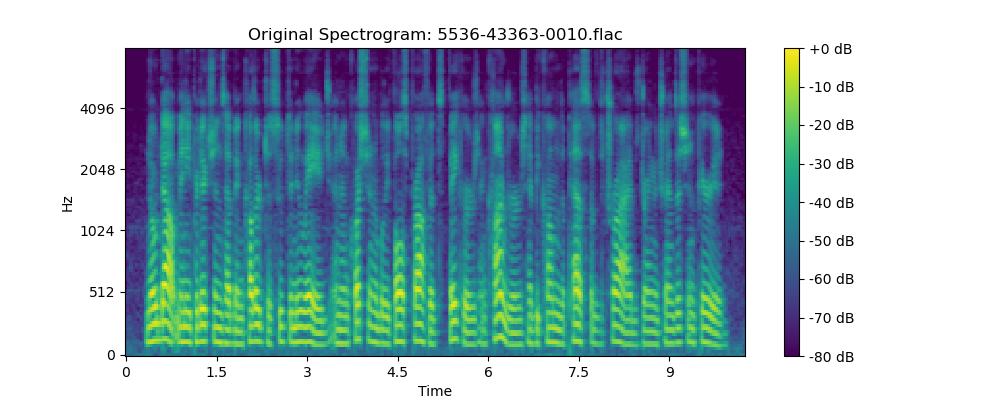 Original Spectrogram: 5536-43363-0010.flac
Hz
4096
2048
1024
512
0
0 1.5 3 4.5 6 7.5 9
Time
+0 dB
-10 dB
-20 dB
-30 dB
-40 dB
-50 dB
-60 dB
-70 dB
-80 dB